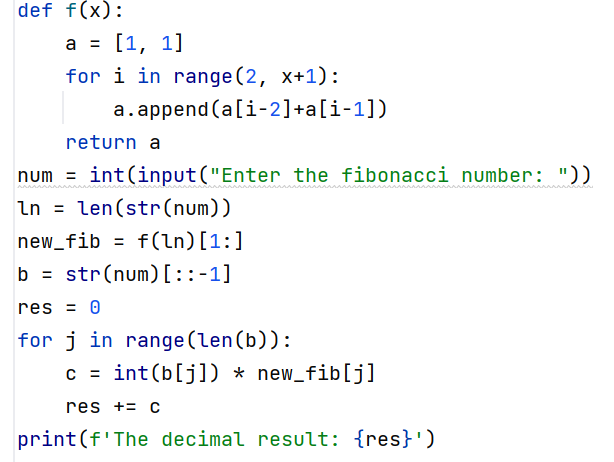 def f(x):
    a = [1, 1]
    for i in range(2, x+1):
        a.append(a[i-2]+a[i-1])
    return a
num = int(input("Enter the fibonacci number: "))
ln = len(str(num))
new_fib = f(ln)[1:]
b = str(num)[::-1]
res = 0
for j in range(len(b)):
    c = int(b[j]) * new_fib[j]
    res += c
print(f'The decimal result: {res}')